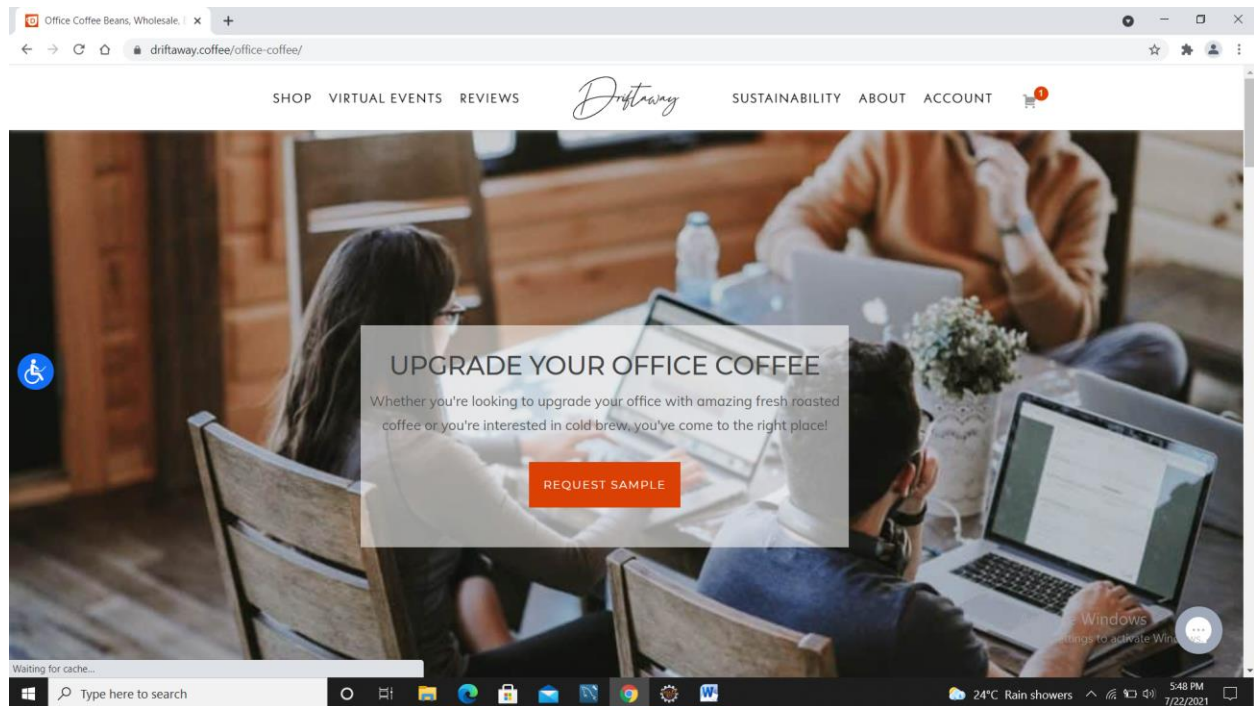 Office Coffee Beans, Wholesale,
driftaway.coffee/office-coffee/
SHOP VIRTUAL EVENTS REVIEWS Driftaway SUSTAINABILITY ABOUT ACCOUNT 1
UPGRADE YOUR OFFICE COFFEE
Whether you're looking to upgrade your office with amazing fresh roasted
coffee or you're interested in cold brew, you've come to the right place!
REQUEST SAMPLE
Windows
to activate
Waiting for cache...
Type here to search
24°C Rain showers
5:48 PM
7/22/2021